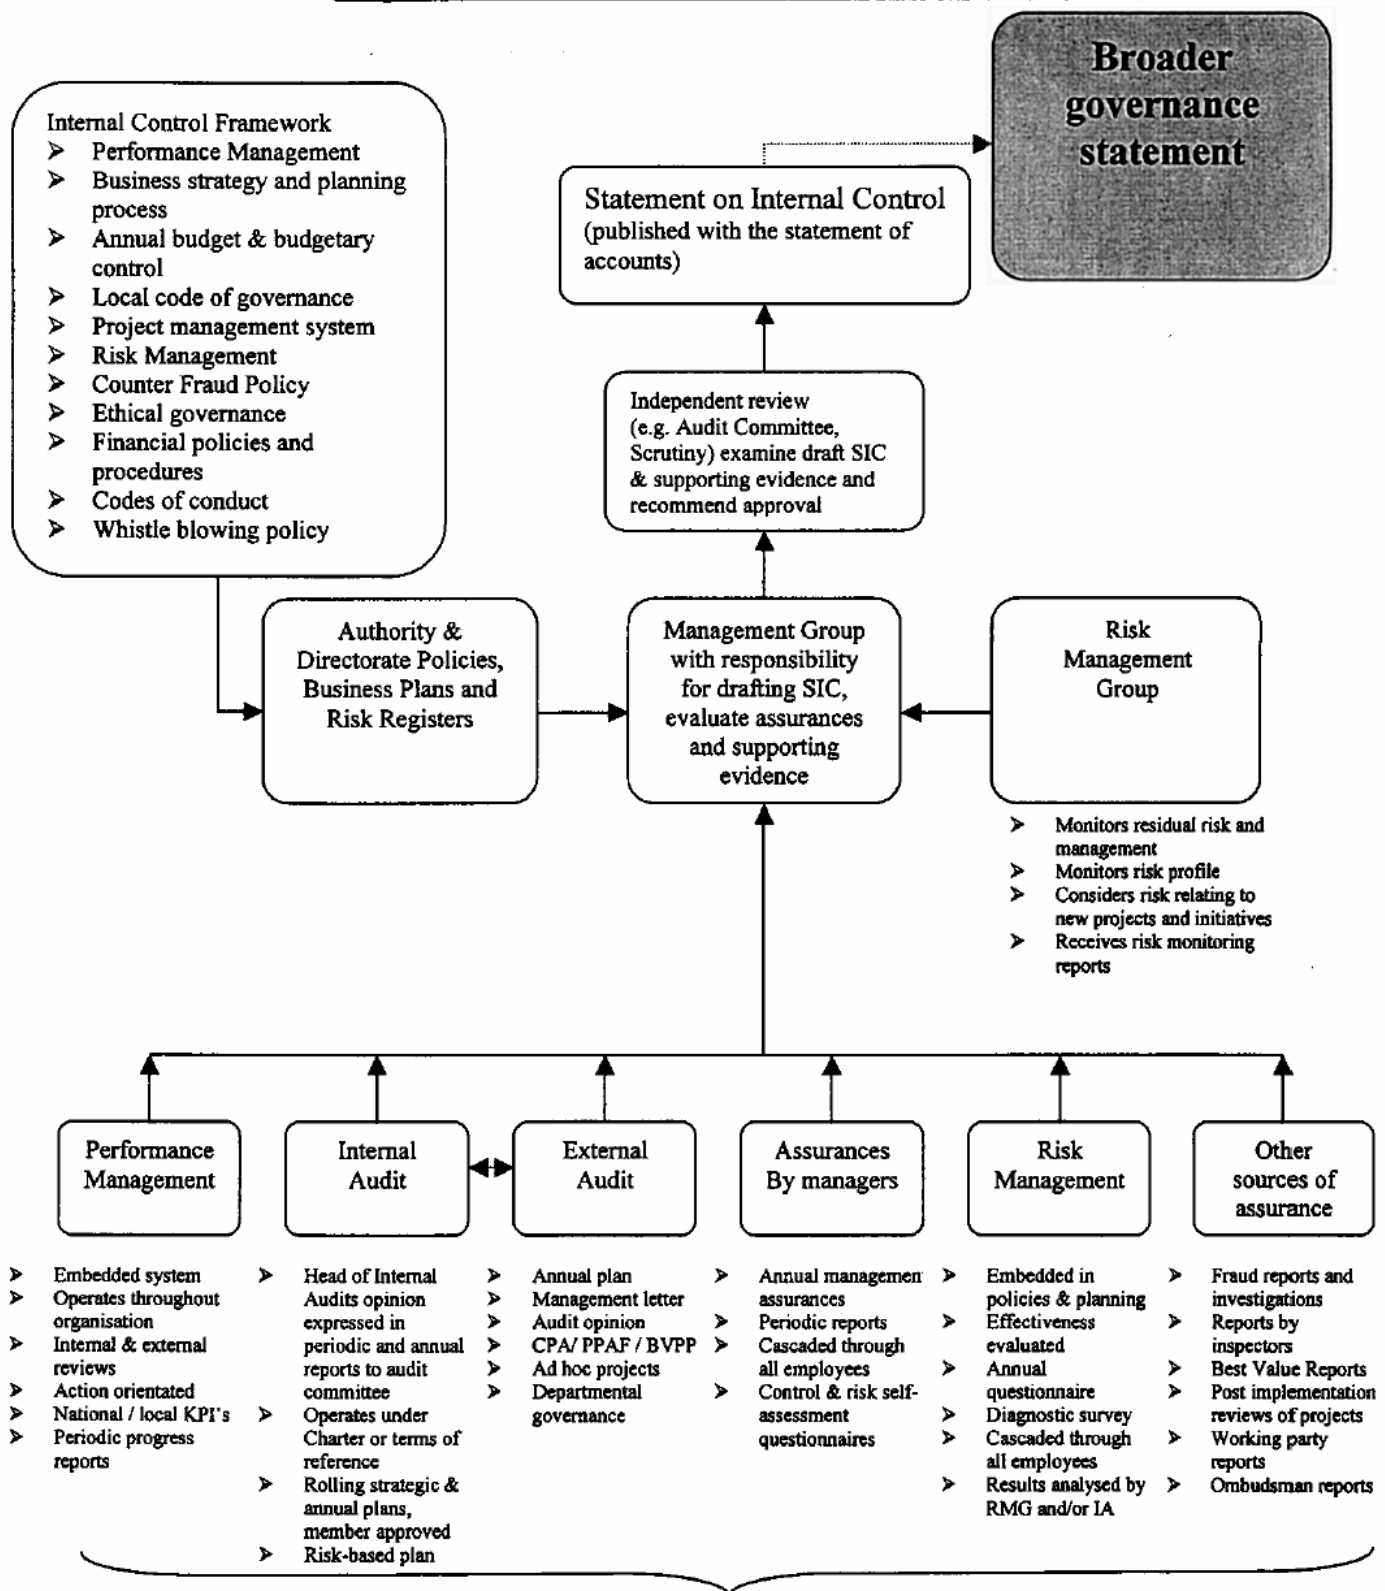 Broader
governance
statement
Internal Control Framework
➤ Performance Management
➤ Business strategy and planning
process
➤ Annual budget & budgetary
control
➤ Local code of governance
➤ Project management system
➤ Risk Management
➤ Counter Fraud Policy
➤ Ethical governance
➤ Financial policies and
procedures
➤ Codes of conduct
➤ Whistle blowing policy
Statement on Internal Control
(published with the statement of
accounts)
Independent review
(e.g. Audit Committee,
Scrutiny) examine draft SIC
& supporting evidence and
recommend approval
Authority &
Directorate Policies,
Business Plans and
Risk Registers
Management Group
with responsibility
for drafting SIC,
evaluate assurances
and supporting
evidence
Risk
Management
Group
➤ Monitors residual risk and
management
➤ Monitors risk profile
➤ Considers risk relating to
new projects and initiatives
➤ Receives risk monitoring
reports
Performance
Management
➤ Embedded system
➤ Operates throughout
organisation
➤ Internal & external
reviews
➤ Action orientated
➤ National / local KPI's
➤ Periodic progress
reports
Internal
Audit
➤ Head of Internal
Audits opinion
expressed in
periodic and annual
reports to audit
committee
➤ Operates under
Charter or terms of
reference
➤ Rolling strategic &
annual plans,
member approved
➤ Risk-based plan
External
Audit
➤ Annual plan
➤ Management letter
➤ Audit opinion
➤ CPA/ PPAF / BVPP
➤ Ad hoc projects
➤ Departmental
governance
Assurances
By managers
➤ Annual managemen
assurances
➤ Periodic reports
➤ Cascaded through
all employees
➤ Control & risk self-
assessment
questionnaires
Risk
Management
➤ Embedded in
policies & planning
➤ Effectiveness
evaluated
➤ Annual
questionnaire
➤ Diagnostic survey
➤ Cascaded through
all employees
➤ Results analysed by
RMG and/or IA
Other
sources of
assurance
➤ Fraud reports and
investigations
➤ Reports by
inspectors
➤ Best Value Reports
➤ Post implementation
reviews of projects
➤ Working party
reports
➤ Ombudsman reports